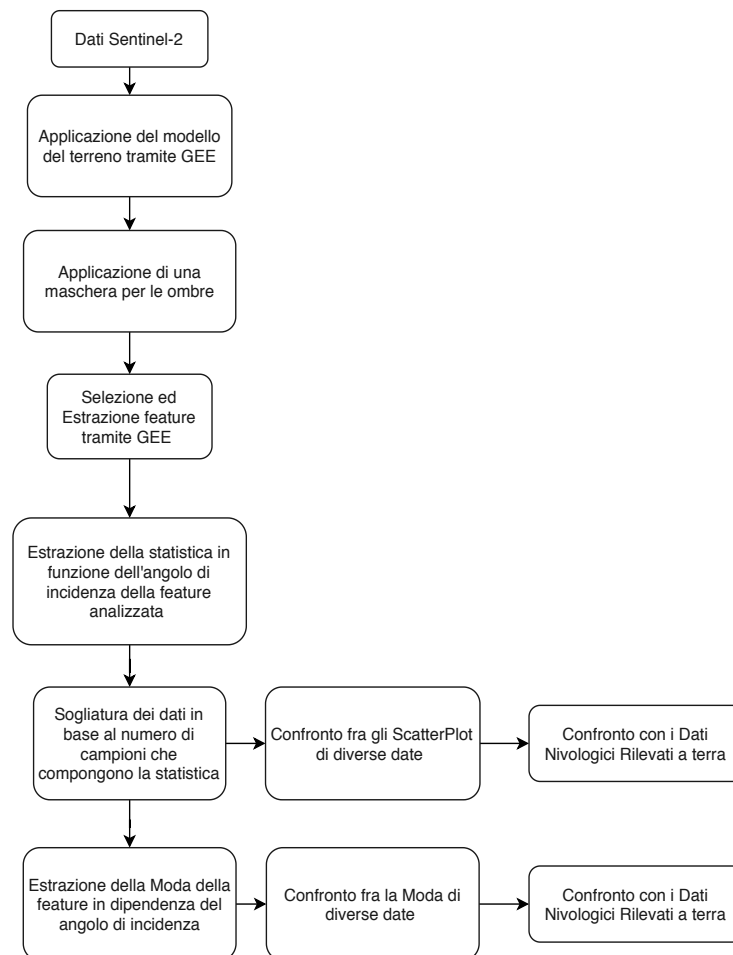 Dati Sentinel-2
Applicazione del modello
del terreno tramite GEE
Applicazione di una
maschera per le ombre
Selezione ed
Estrazione feature
tramite GEE
Estrazione della statistica in
funzione dell'angolo di
incidenza della feature
analizzata
Sogliatura dei dati in
base al numero di
campioni che
compongono la statistica
Confronto fra gli ScatterPlot
di diverse date
Confronto con i Dati
Nivologici Rilevati a terra
Estrazione della Moda della
feature in dipendenza del
angolo di incidenza
Confronto fra la Moda di
diverse date
Confronto con i Dati
Nivologici Rilevati a terra